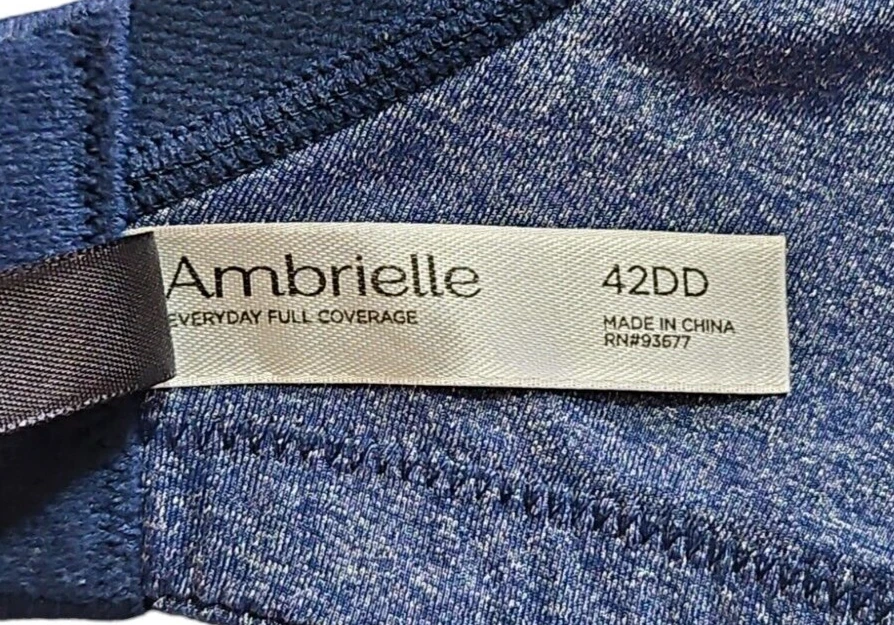 Ambrielle
EVERYDAY FULL COVERAGE
42DD
MADE IN CHINA
RN#93677